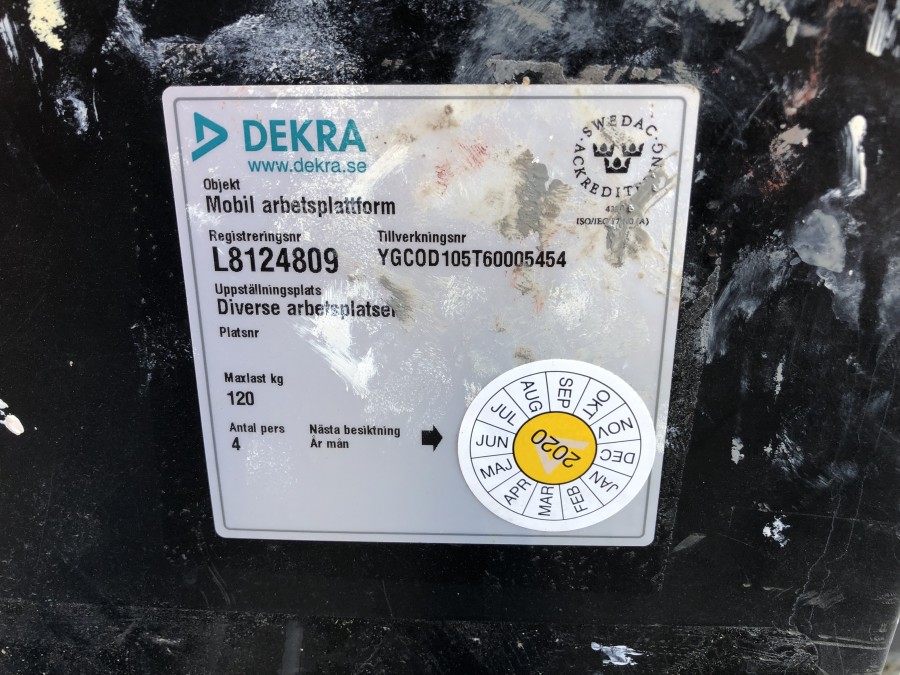 DEKRA
www.dekra.se
SWEDAC
ACKREDITERING
ISO/IEC (A)
Objekt
Mobil arbetsplattform
Registreringsnr Tillverkningsnr
L8124809 YGCOD105T60005454
Uppställningsplats
Diverse arbetsplatser
Platsnr
Maxlast kg
120
Antal pers Nästa besiktning
4 År mån
JAN FEB MAR APR MAJ JUN JUL AUG SEP OKT NOV DEC
2020